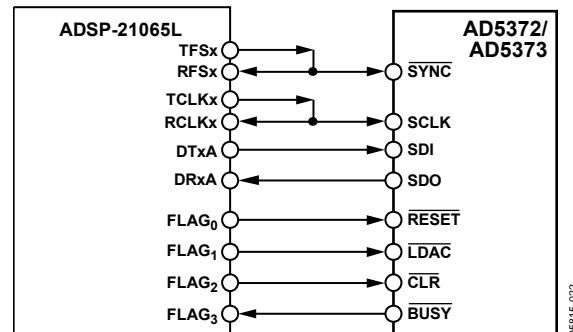 ADSP-21065L
AD5372/
AD5373
TFSx
RFSx
SYNC
TCLKx
RCLKx
SCLK
DTxA
SDI
DRxA
SDO
FLAG0
RESET
FLAG1
LDAC
FLAG2
CLR
FLAG3
BUSY